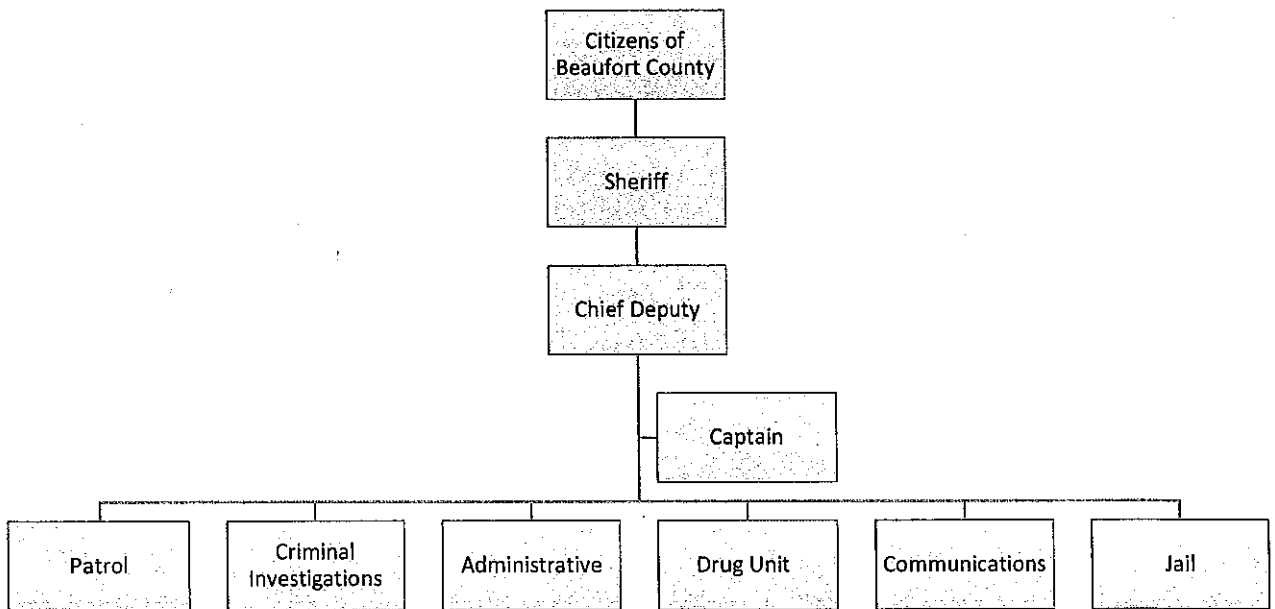 Citizens of
Beaufort County
Sheriff
Chief Deputy
Captain
Patrol
Criminal
Investigations
Administrative
Drug Unit
Communications
Jail